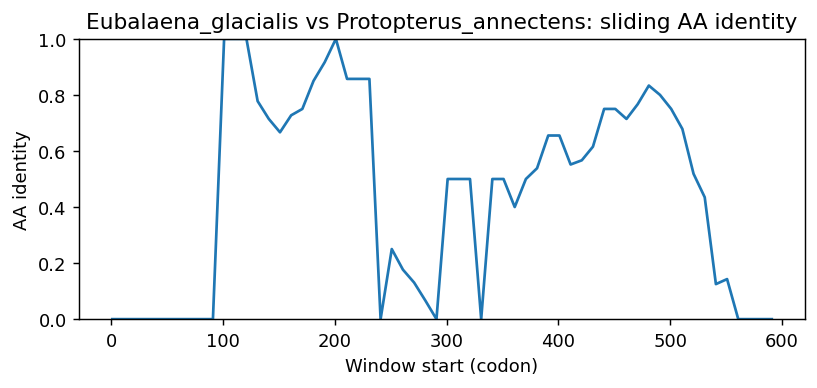 Eubalaena_glacialis vs Protopterus_annectens: sliding AA identity
1.0
0.8
0.6
0.4
0.2
0.0
AA identity
0 100 200 300 400 500 600
Window start (codon)